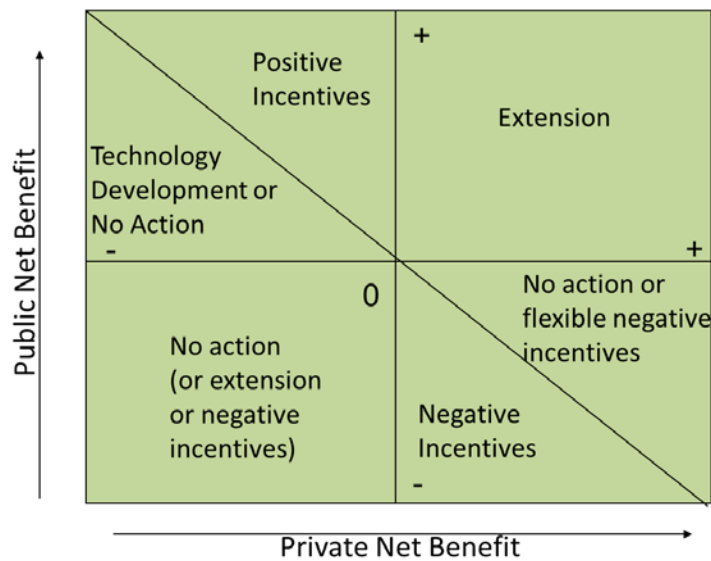 +
Positive
Incentives
Extension
Technology
Development or
No Action
-
+
Public Net Benefit
0
No action or
flexible negative
incentives
No action
(or extension
or negative
incentives)
Negative
Incentives
-
Private Net Benefit